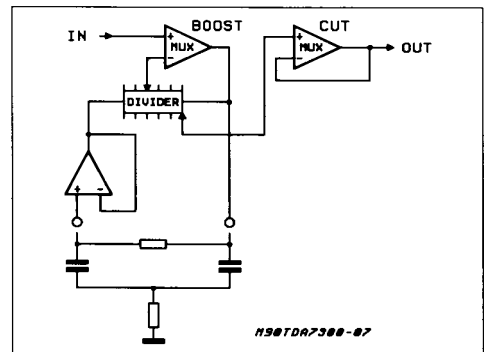 BOOST
CUT
IN
+
MUX
-
+
MUX
-
OUT
DIVIDER
+ -
M90TDA7300-07